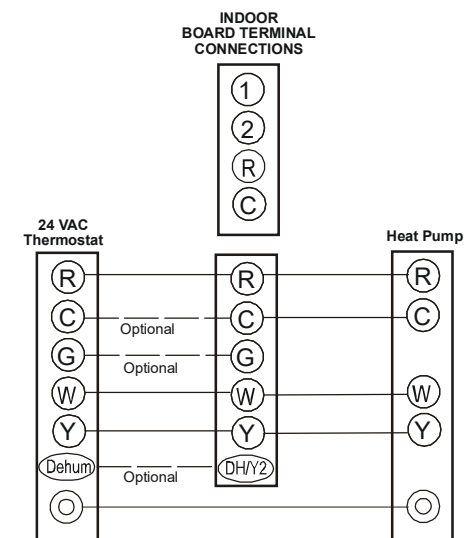 INDOOR
BOARD TERMINAL
CONNECTIONS
1
2
R
C
24 VAC
Thermostat
Heat Pump
R R R
C Optional C C
G Optional G
W W W
Y Y Y
Dehum Optional DH/Y2